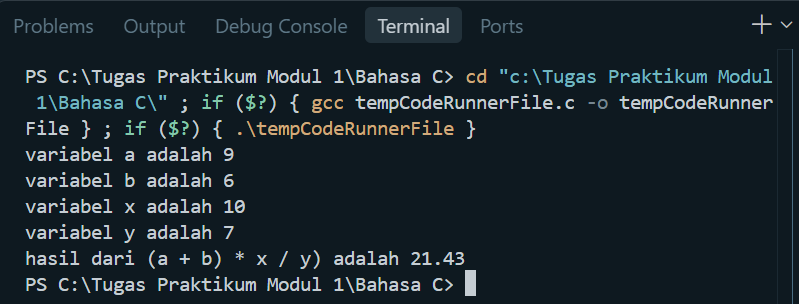 Problems Output Debug Console Terminal Ports
PS C:\Tugas Praktikum Modul 1\Bahasa C> cd "c:\Tugas Praktikum Modul
 1\Bahasa C\" ; if ($?) { gcc tempCodeRunnerFile.c -o tempCodeRunner
File } ; if ($?) { .\tempCodeRunnerFile }
variabel a adalah 9
variabel b adalah 6
variabel x adalah 10
variabel y adalah 7
hasil dari (a + b) * x / y) adalah 21.43
PS C:\Tugas Praktikum Modul 1\Bahasa C>